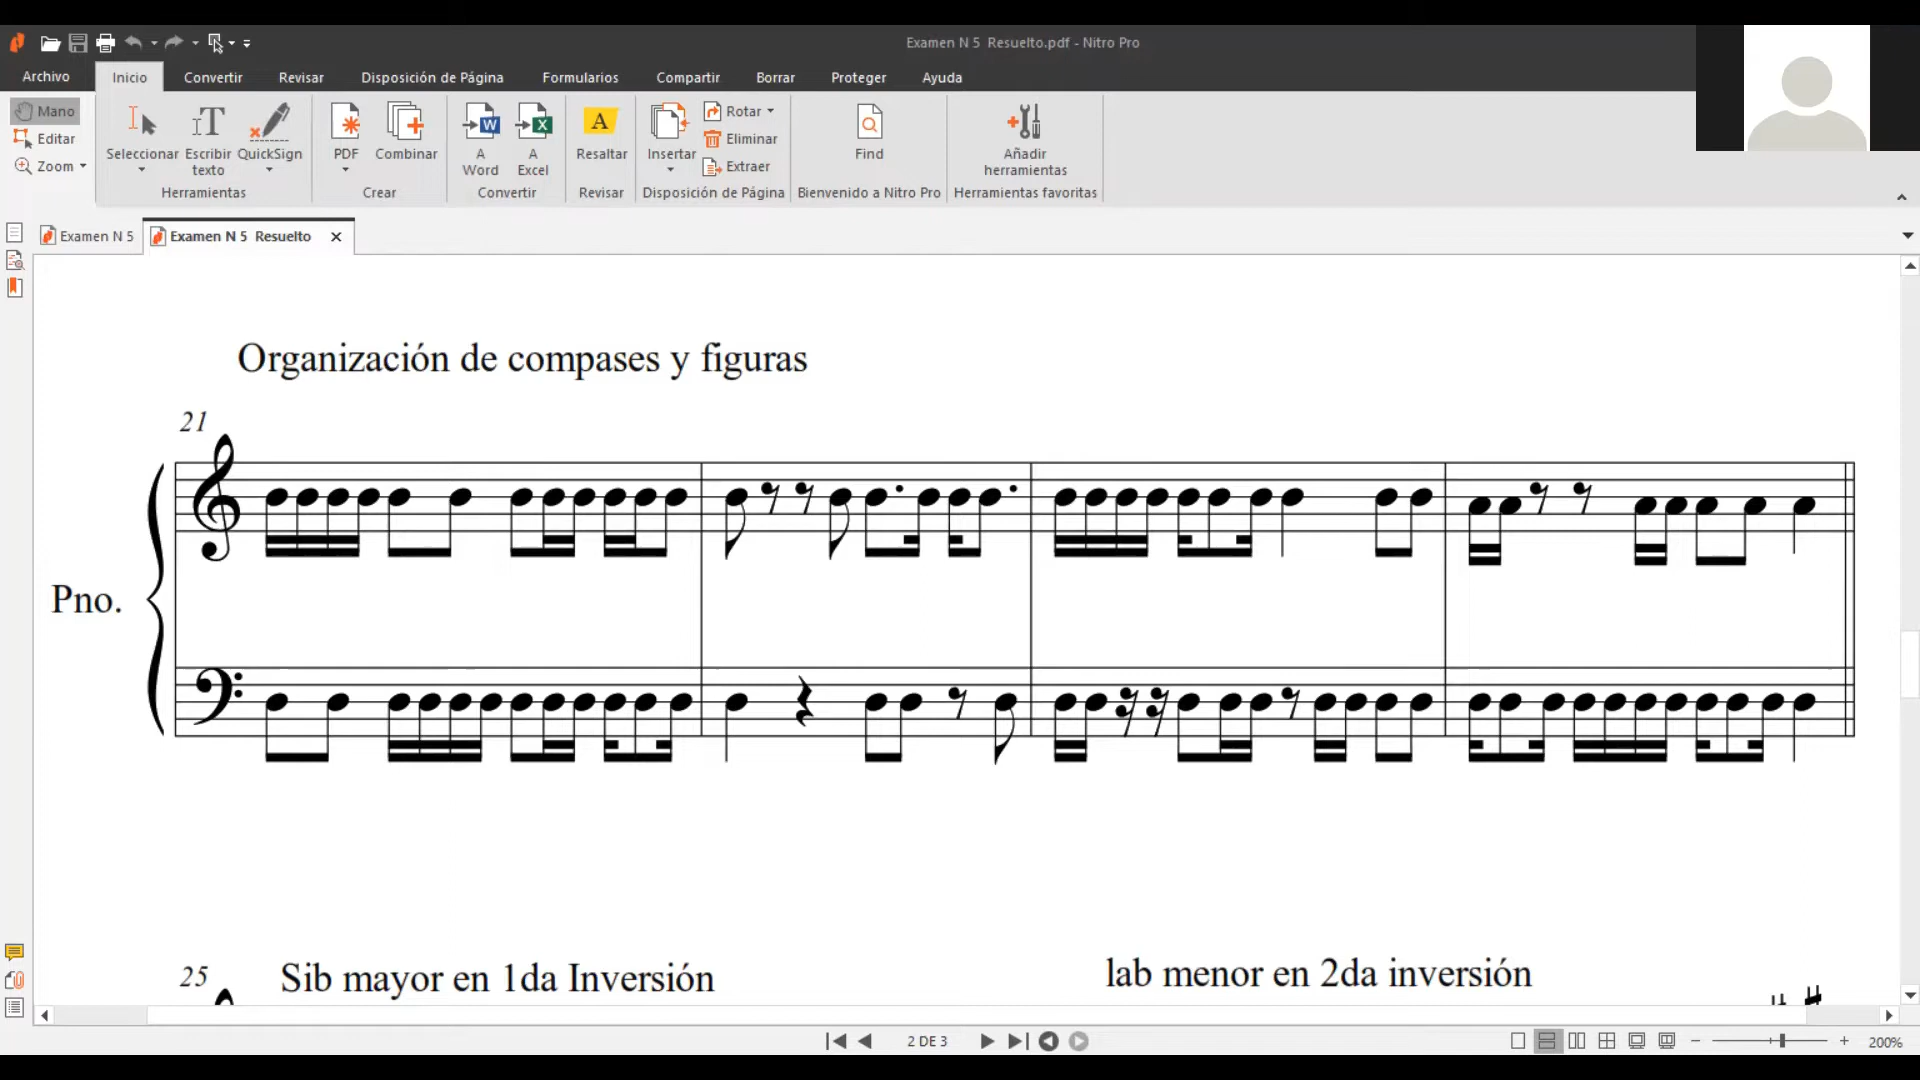 Examen N 5  Resuelto.pdf - Nitro Pro
Archivo Inicio Convertir Revisar Disposición de Página Formularios Compartir Borrar Proteger Ayuda
Mano
Editar
Zoom
Seleccionar
Escribir texto
QuickSign
Herramientas
PDF
Combinar
Crear
A Word
A Excel
Convertir
Resaltar
Revisar
Insertar
Rotar
Eliminar
Extraer
Disposición de Página
Find
Bienvenido a Nitro Pro
Añadir herramientas
Herramientas favoritas
Examen N 5
Examen N 5  Resuelto
Organización de compases y figuras
21
Pno.
25
Sib mayor en 1da Inversión
lab menor en 2da inversión
2 DE 3
200%